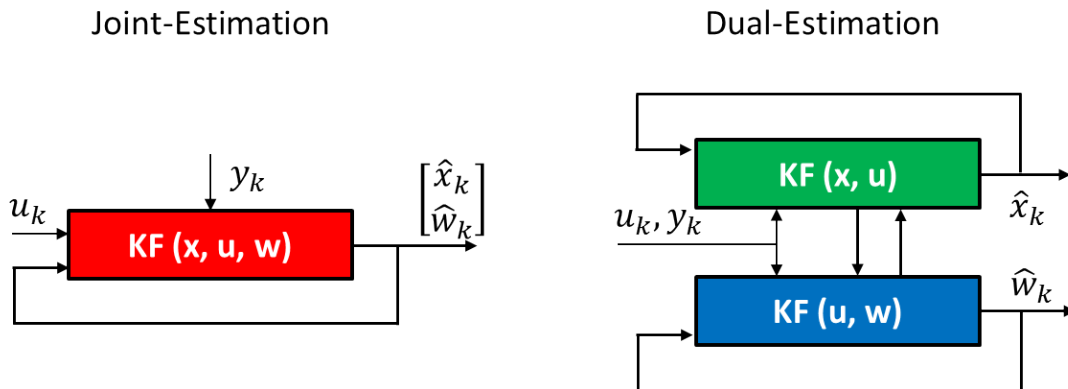 Joint-Estimation
y_k
u_k
KF (x, u, w)
[x̂_k
ŵ_k]
Dual-Estimation
KF (x, u)
x̂_k
u_k, y_k
KF (u, w)
ŵ_k